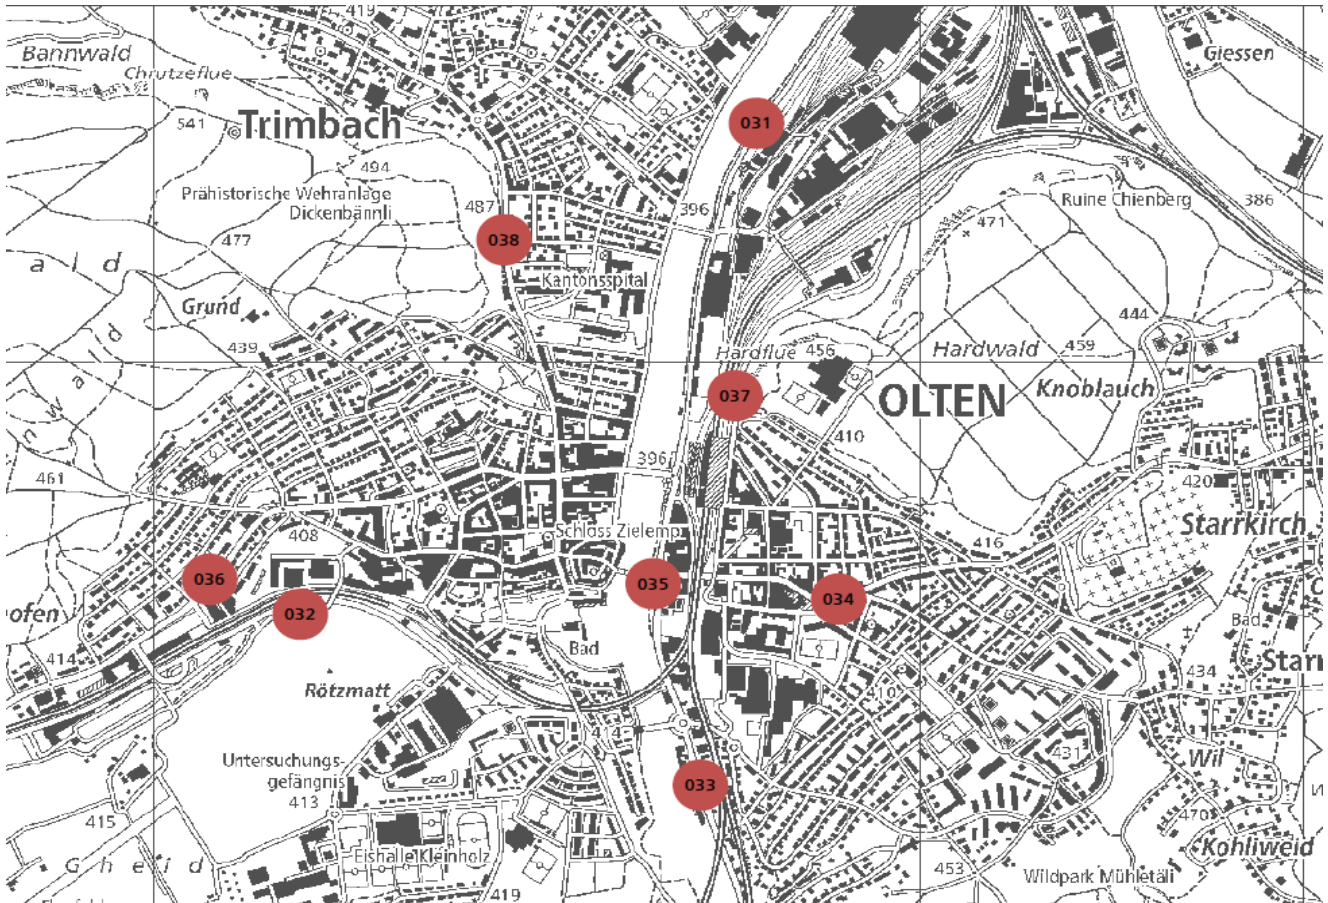 419
Bannwald
Chrutzeflue
Giessen
541
Trimbach
031
494
Prähistorische Wehranlage
Dickenbännli
487
396
Ruine Chienberg
386
471
477
038
a l d
Kantonsspital
Grund
444
439
Hardflue
456
Hardwald
459
037
OLTEN
Knoblauch
410
n w a l d
396
461
420
Schloss Zielemp
Starrkirch
408
416
036
035
034
032
ofen
Bad
Bad
414
Starr
434
Rötzmatt
410
414
431
Untersuchungs-
gefängnis
413
Wil
033
415
470
Eishalle Kleinholz
Kohliweid
G h e i d
453
Wildpark Mühletäli
419